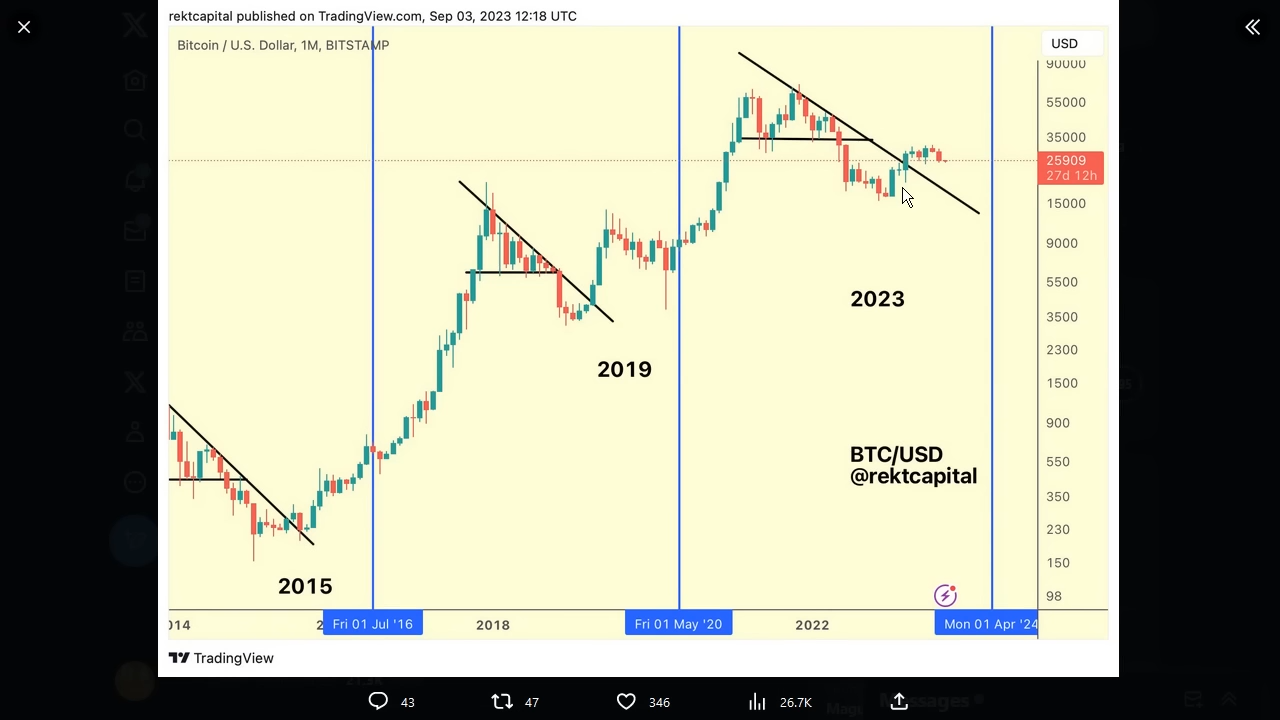 rektcapital published on TradingView.com, Sep 03, 2023 12:18 UTC
Bitcoin / U.S. Dollar, 1M, BITSTAMP
USD
90000
55000
35000
25909
27d 12h
15000
9000
5500
3500
2300
1500
900
550
350
230
150
98
2023
2019
2015
BTC/USD
@rektcapital
014
Fri 01 Jul '16
2018
Fri 01 May '20
2022
Mon 01 Apr '24
TradingView
43
47
346
26.7K
Messages